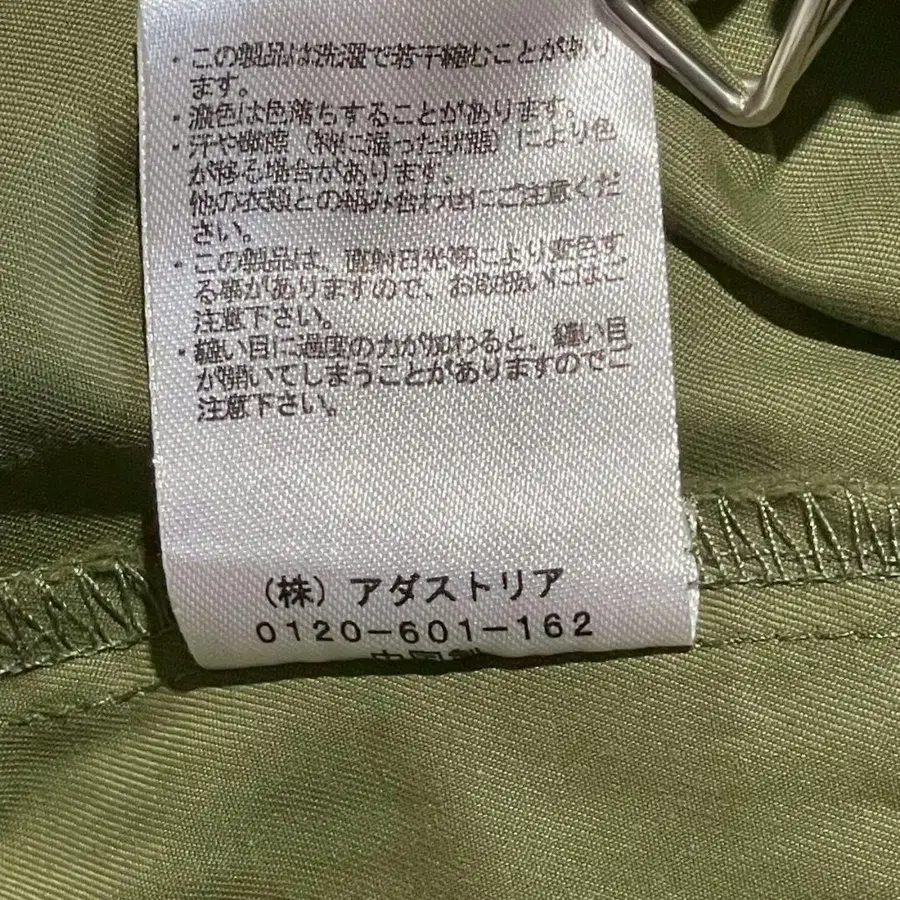 ・この製品は洗濯で若干縮むことがあり
ます。
・濃色は色落ちすることがあります。
・汗や摩擦（特に湿った状態）により色
が移る場合があります。
他の衣類との組み合わせにご注意くだ
さい。
・この製品は、直射日光等により変色す
る事がありますので、お取扱いにはご
注意下さい。
・縫い目に過度の力が加わると、縫い目
が開いてしまうことがありますのでご
注意下さい。
（株）アダストリア
0120-601-162
中国製